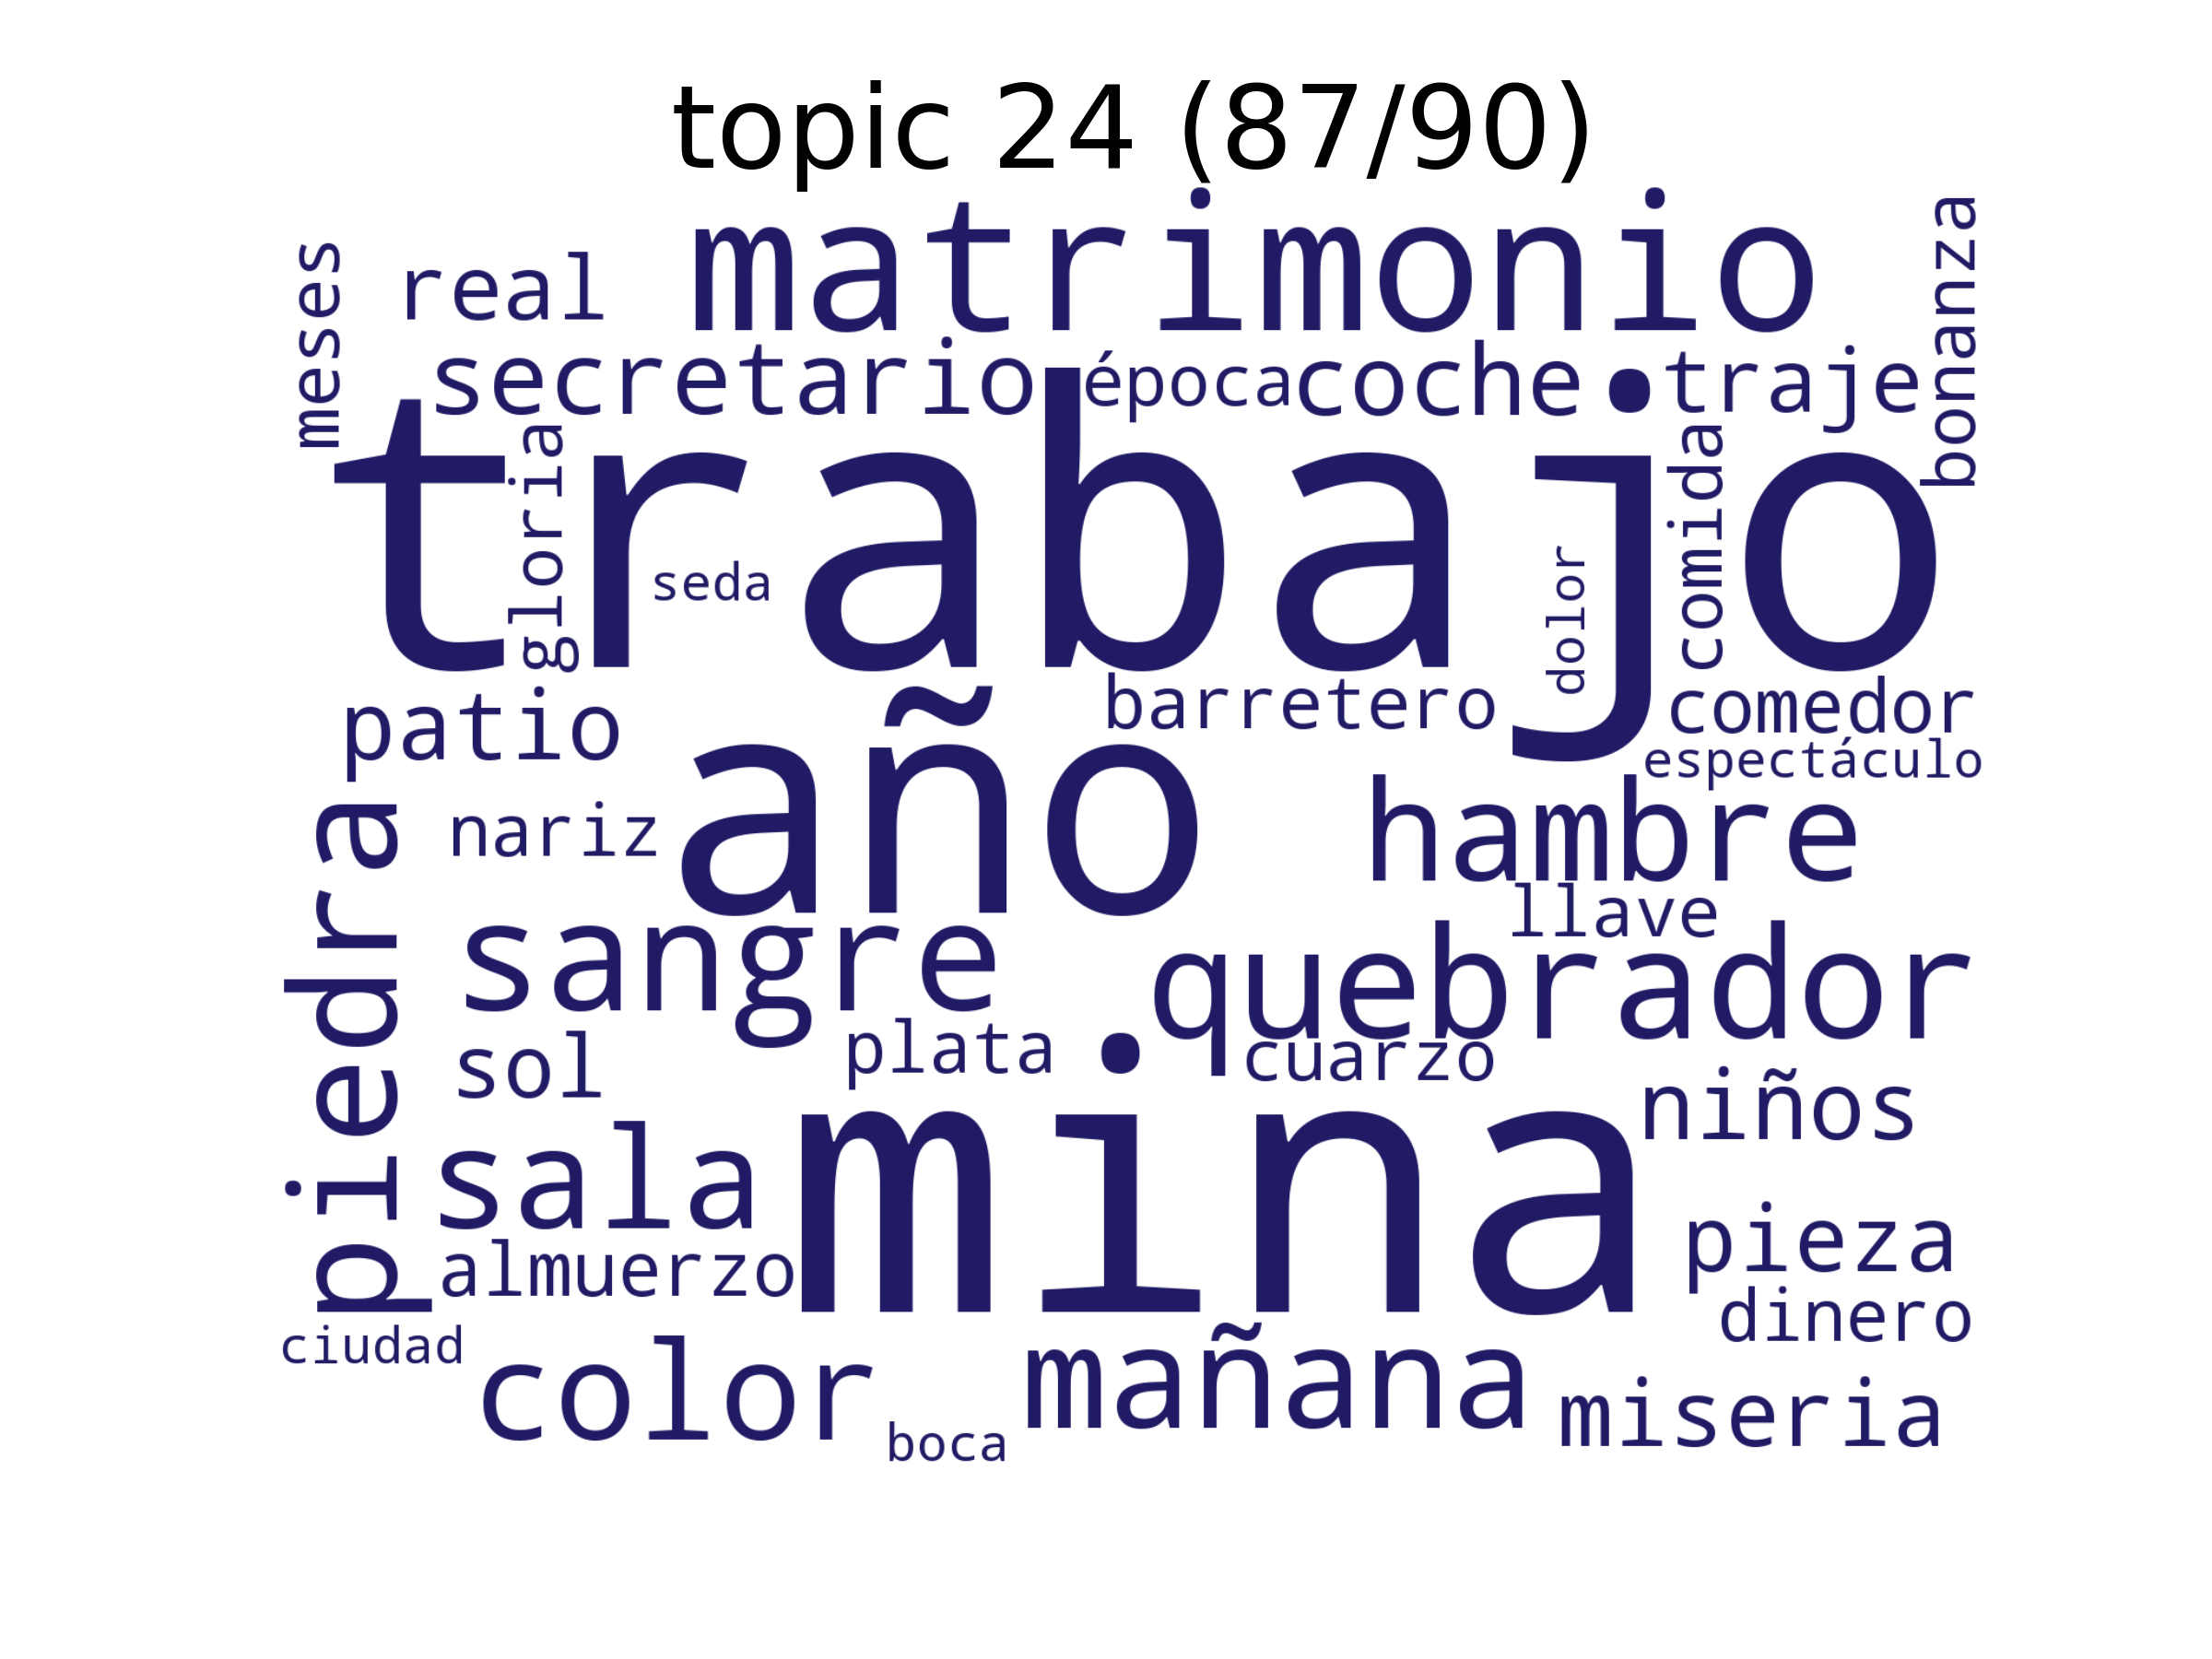 topic 24 (87/90)
matrimonio
real
meses
bonanza
secretario
época
coche
traje
trabajo
gloria
seda
dolor
comida
patio
barretero
comedor
espectáculo
año
nariz
hambre
piedra
llave
sangre
quebrador
plata
cuarzo
sol
niños
mina
sala
pieza
almuerzo
dinero
ciudad
color
mañana
miseria
boca